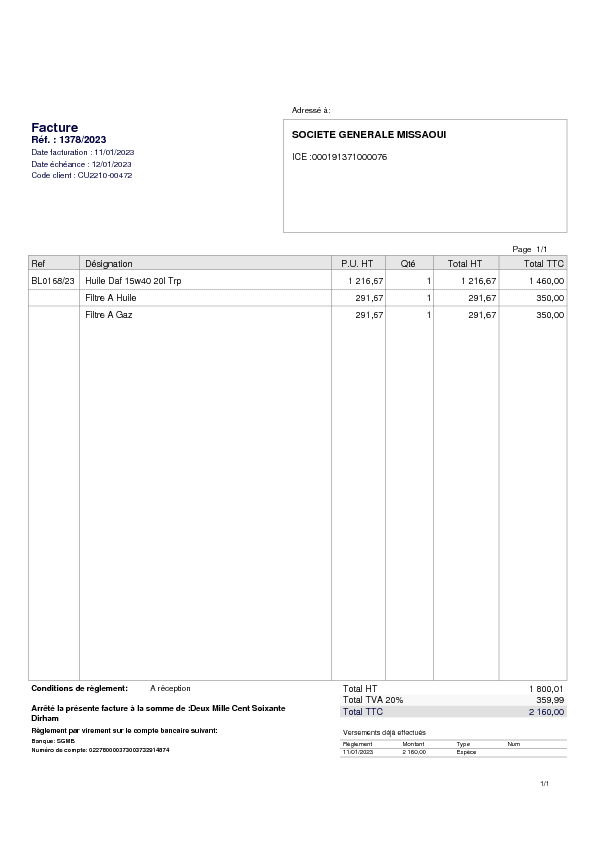 Adressé à:
Facture
Réf. : 1378/2023
Date facturation : 11/01/2023
Date échéance : 12/01/2023
Code client : CU2210-00472
SOCIETE GENERALE MISSAOUI
ICE :000191371000076
Page 1/1
Ref Désignation P.U. HT Qté Total HT Total TTC
BL0168/23 Huile Daf 15w40 20l Trp 1 216,67 1 1 216,67 1 460,00
Filtre A Huile 291,67 1 291,67 350,00
Filtre A Gaz 291,67 1 291,67 350,00
Conditions de règlement: A réception
Total HT 1 800,01
Total TVA 20% 359,99
Total TTC 2 160,00
Arrêté la présente facture à la somme de :Deux Mille Cent Soixante
Dirham
Règlement par virement sur le compte bancaire suivant:
Banque: SGMB
Numéro de compte:
Versements déjà effectués
Règlement Montant Type Num
11/01/2023 2 160,00 Espèce
1/1